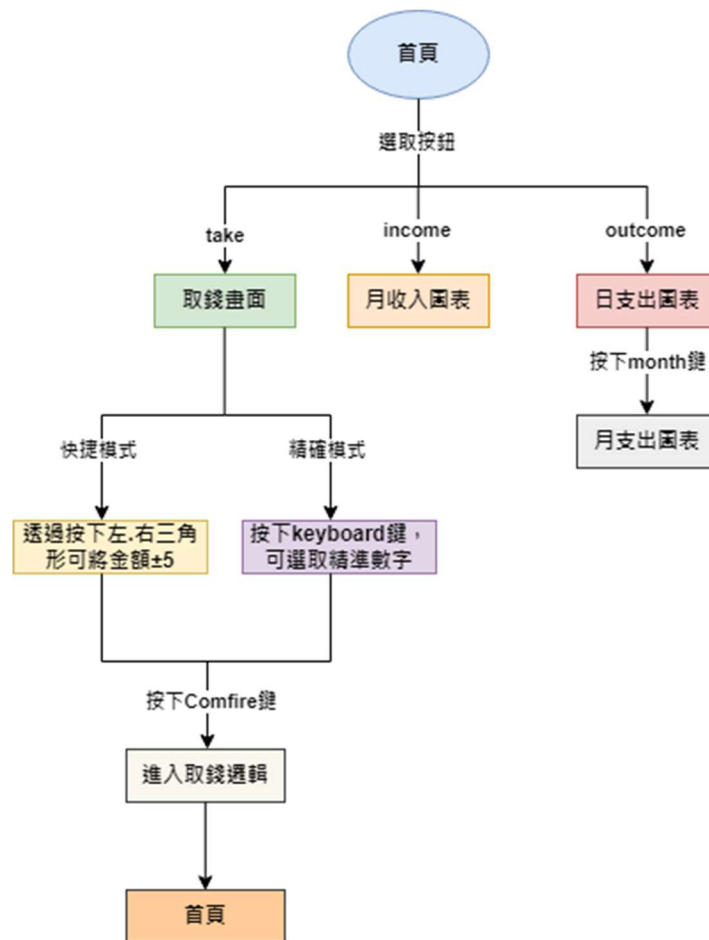 首頁
選取按鈕
take
income
outcome
取錢畫面
月收入圖表
日支出圖表
按下month鍵
月支出圖表
快捷模式
精確模式
透過按下左.右三角
形可將金額±5
按下keyboard鍵，
可選取精準數字
按下Comfire鍵
進入取錢邏輯
首頁